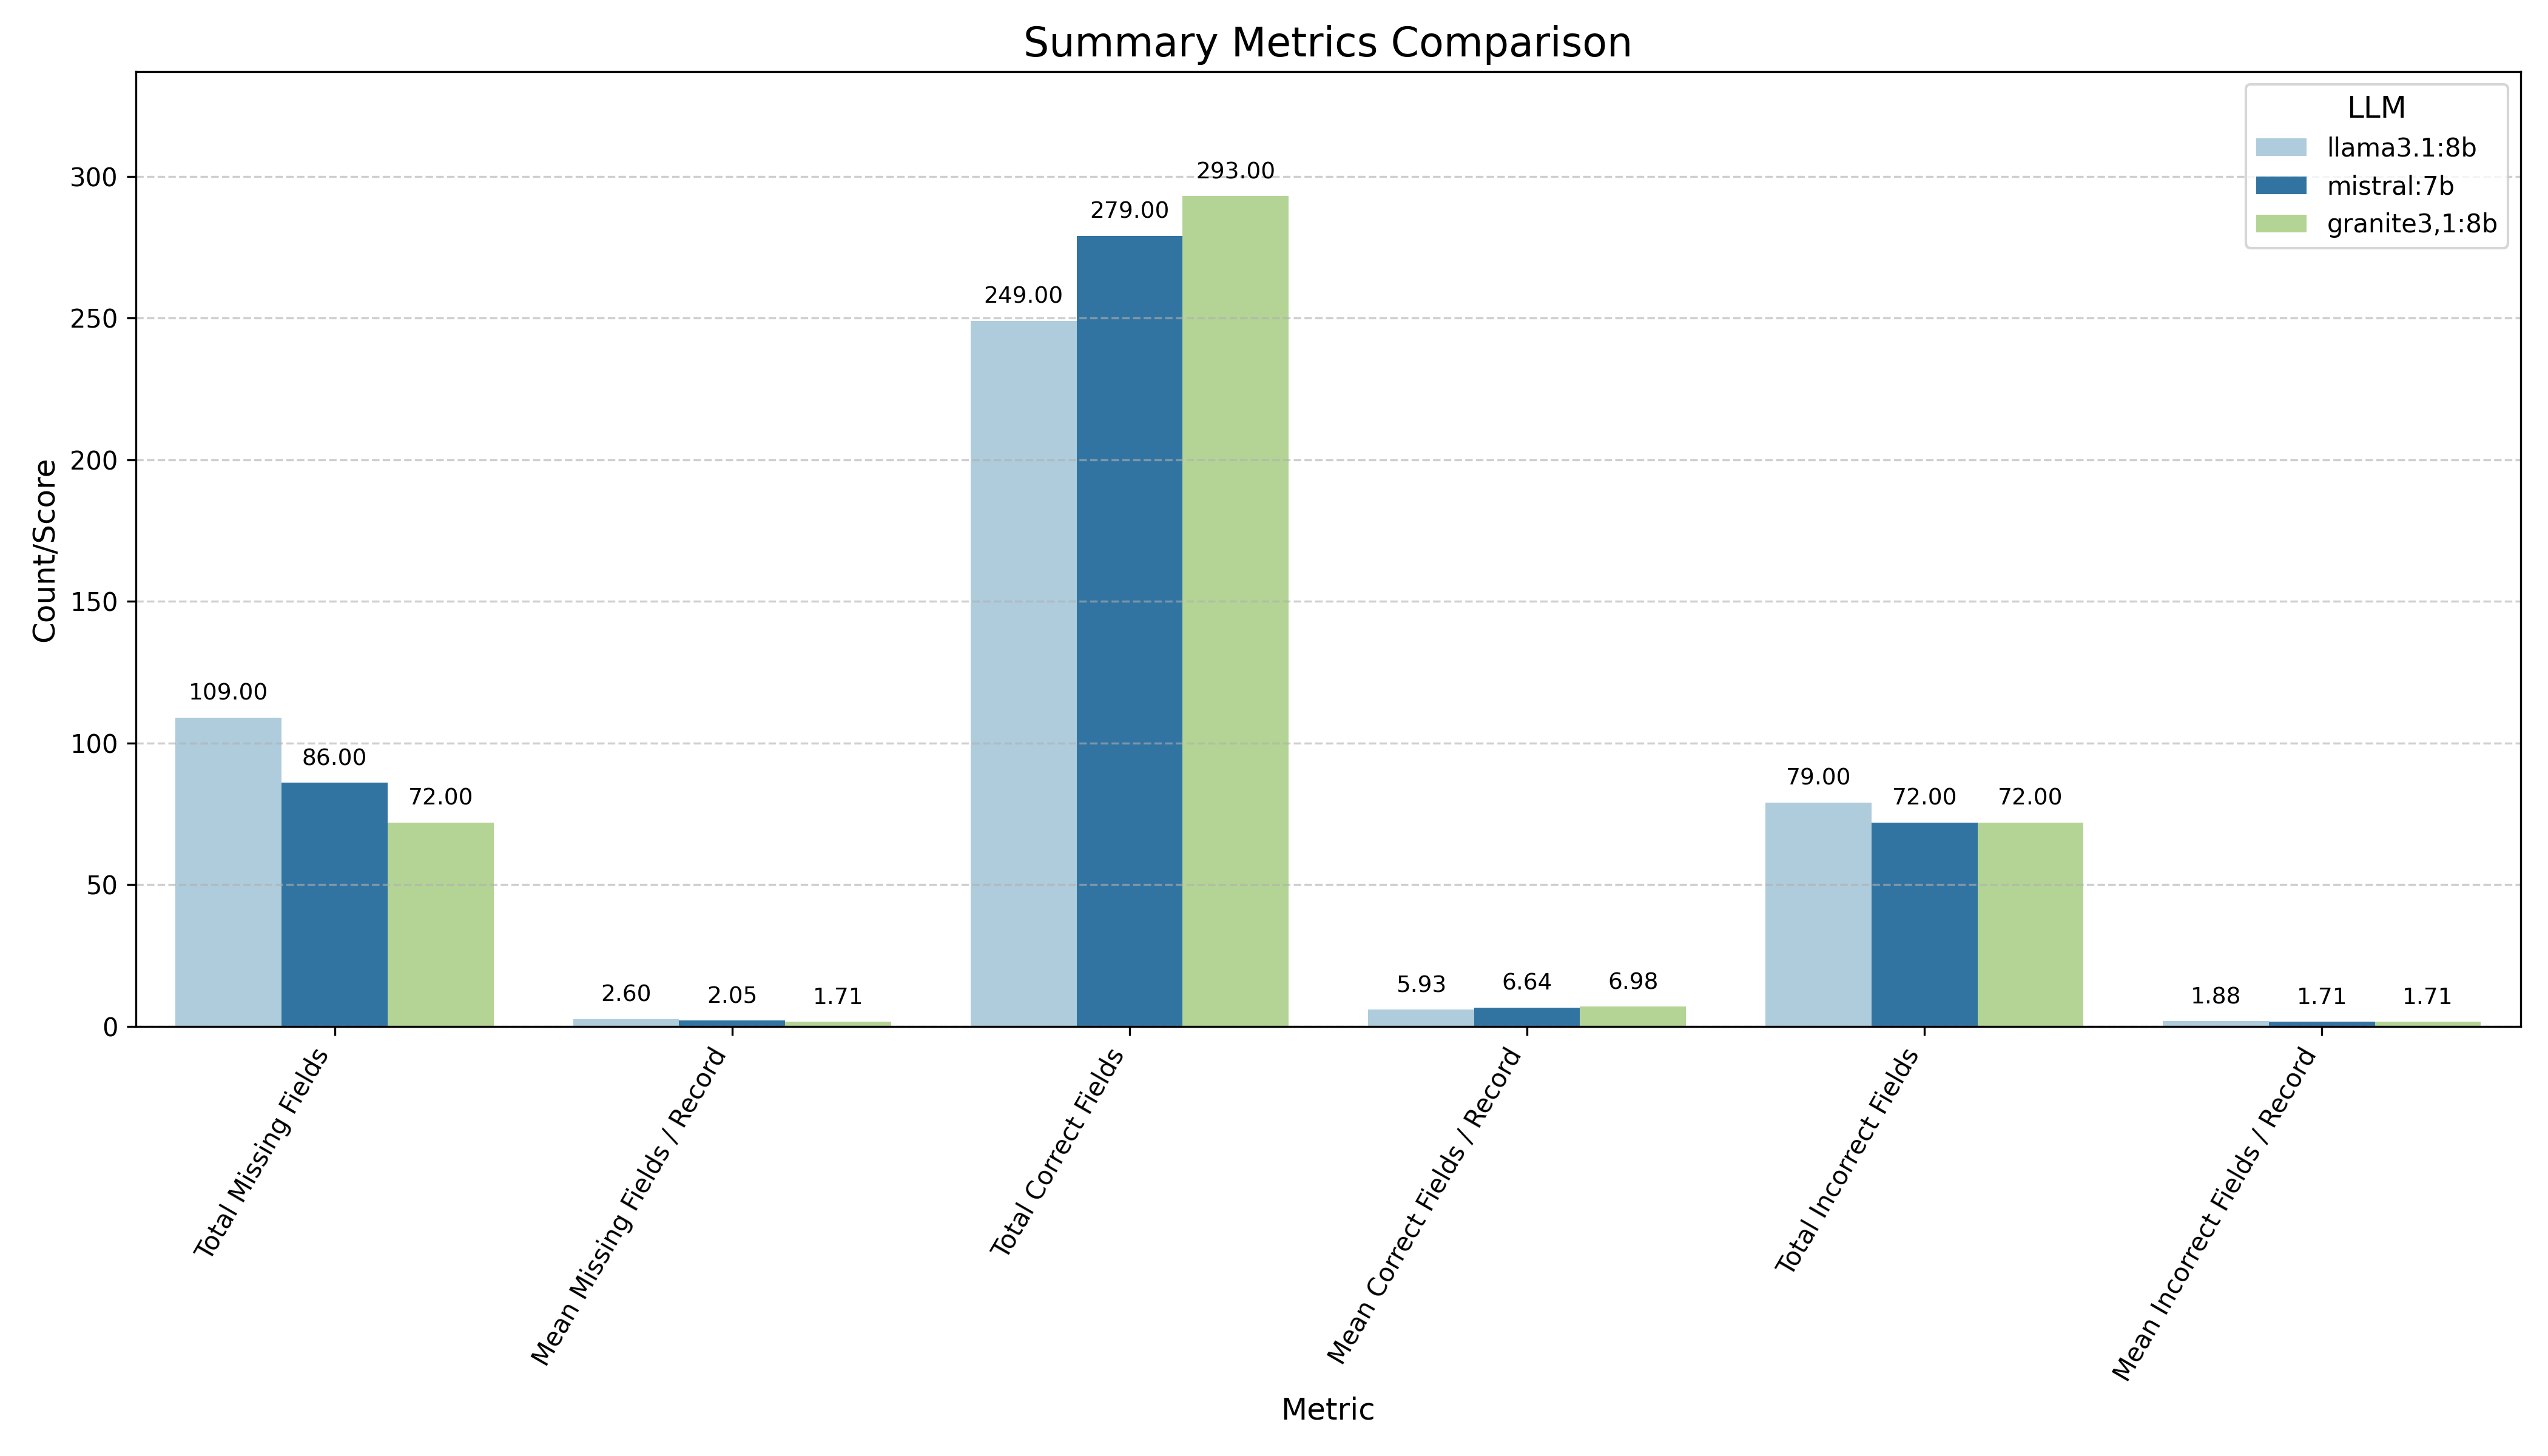 Summary Metrics Comparison
LLM
llama3.1:8b
mistral:7b
granite3,1:8b
Count/Score
300
250
200
150
100
50
0
109.00
86.00
72.00
2.60
2.05
1.71
249.00
279.00
293.00
5.93
6.64
6.98
79.00
72.00
72.00
1.88
1.71
1.71
Total Missing Fields
Mean Missing Fields / Record
Total Correct Fields
Mean Correct Fields / Record
Total Incorrect Fields
Mean Incorrect Fields / Record
Metric